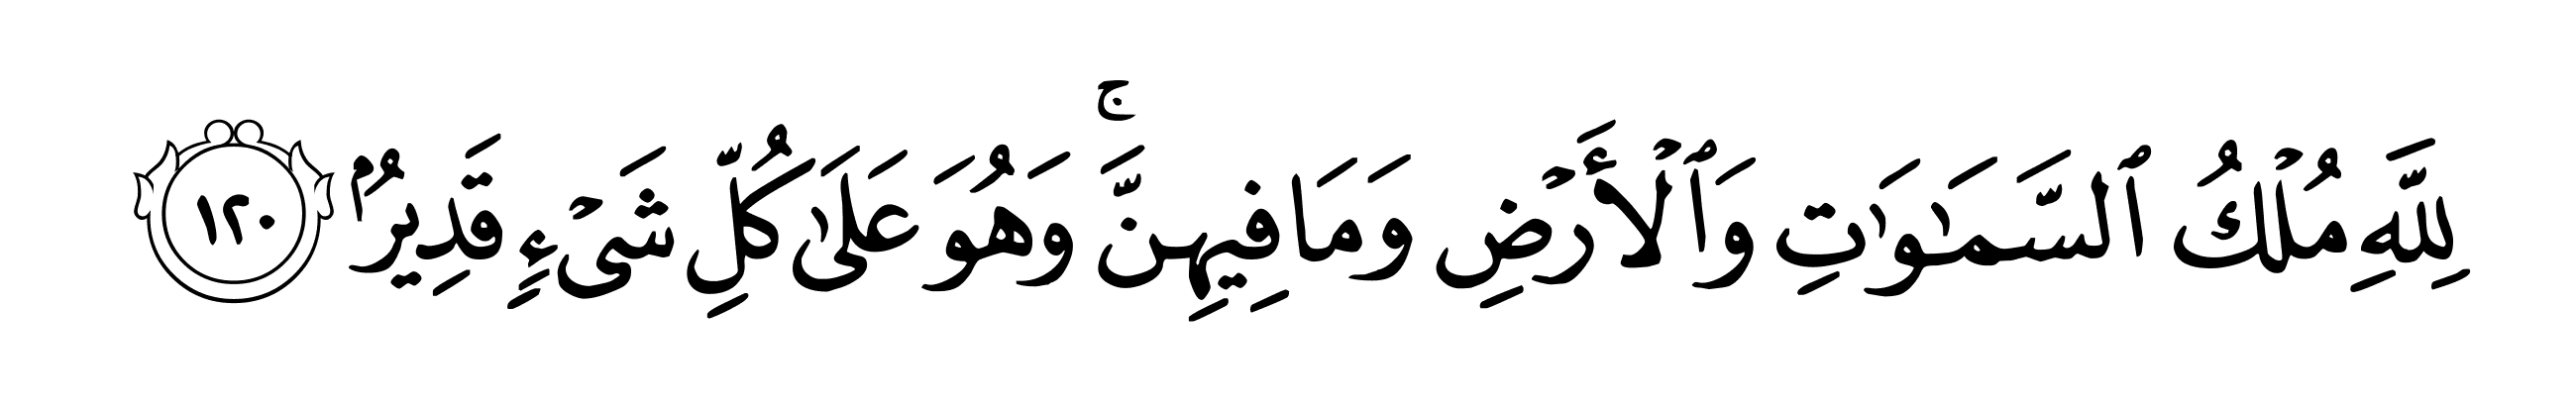 لِلَّهِ مُلۡكُ ٱلسَّمَٰوَٰتِ وَٱلۡأَرۡضِ وَمَا فِيهِنَّۚ وَهُوَ عَلَىٰ كُلِّ شَيۡءٖ قَدِيرُۢ ١٢٠